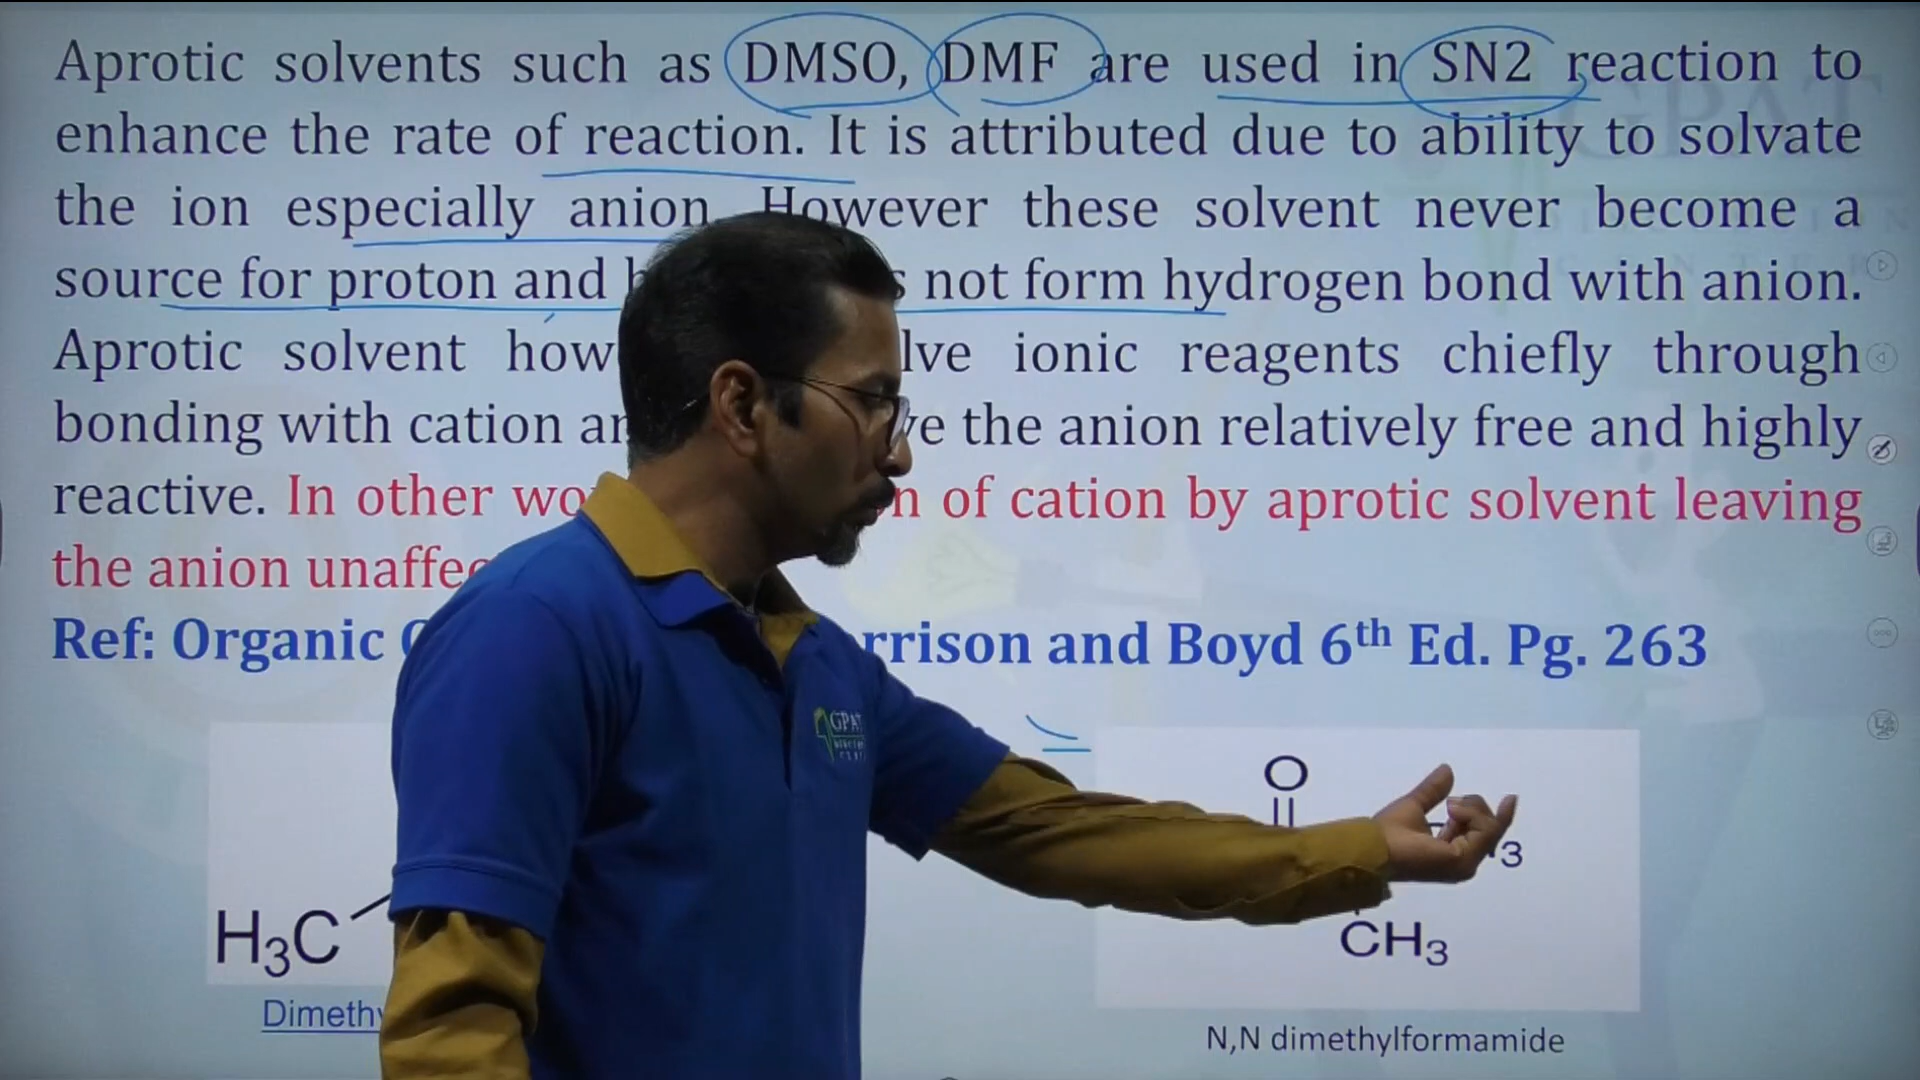 Aprotic solvents such as DMSO, DMF are used in SN2 reaction to
enhance the rate of reaction. It is attributed due to ability to solvate
the ion especially anion. However these solvent never become a
source for proton and not form hydrogen bond with anion.
Aprotic solvent ionic reagents chiefly through
bonding with cation the anion relatively free and highly
reactive. In other of cation by aprotic solvent leaving
the anion
Ref: Organic and Boyd 6th Ed. Pg. 263
GPAT
O
3
H3C
CH3
N,N dimethylformamide